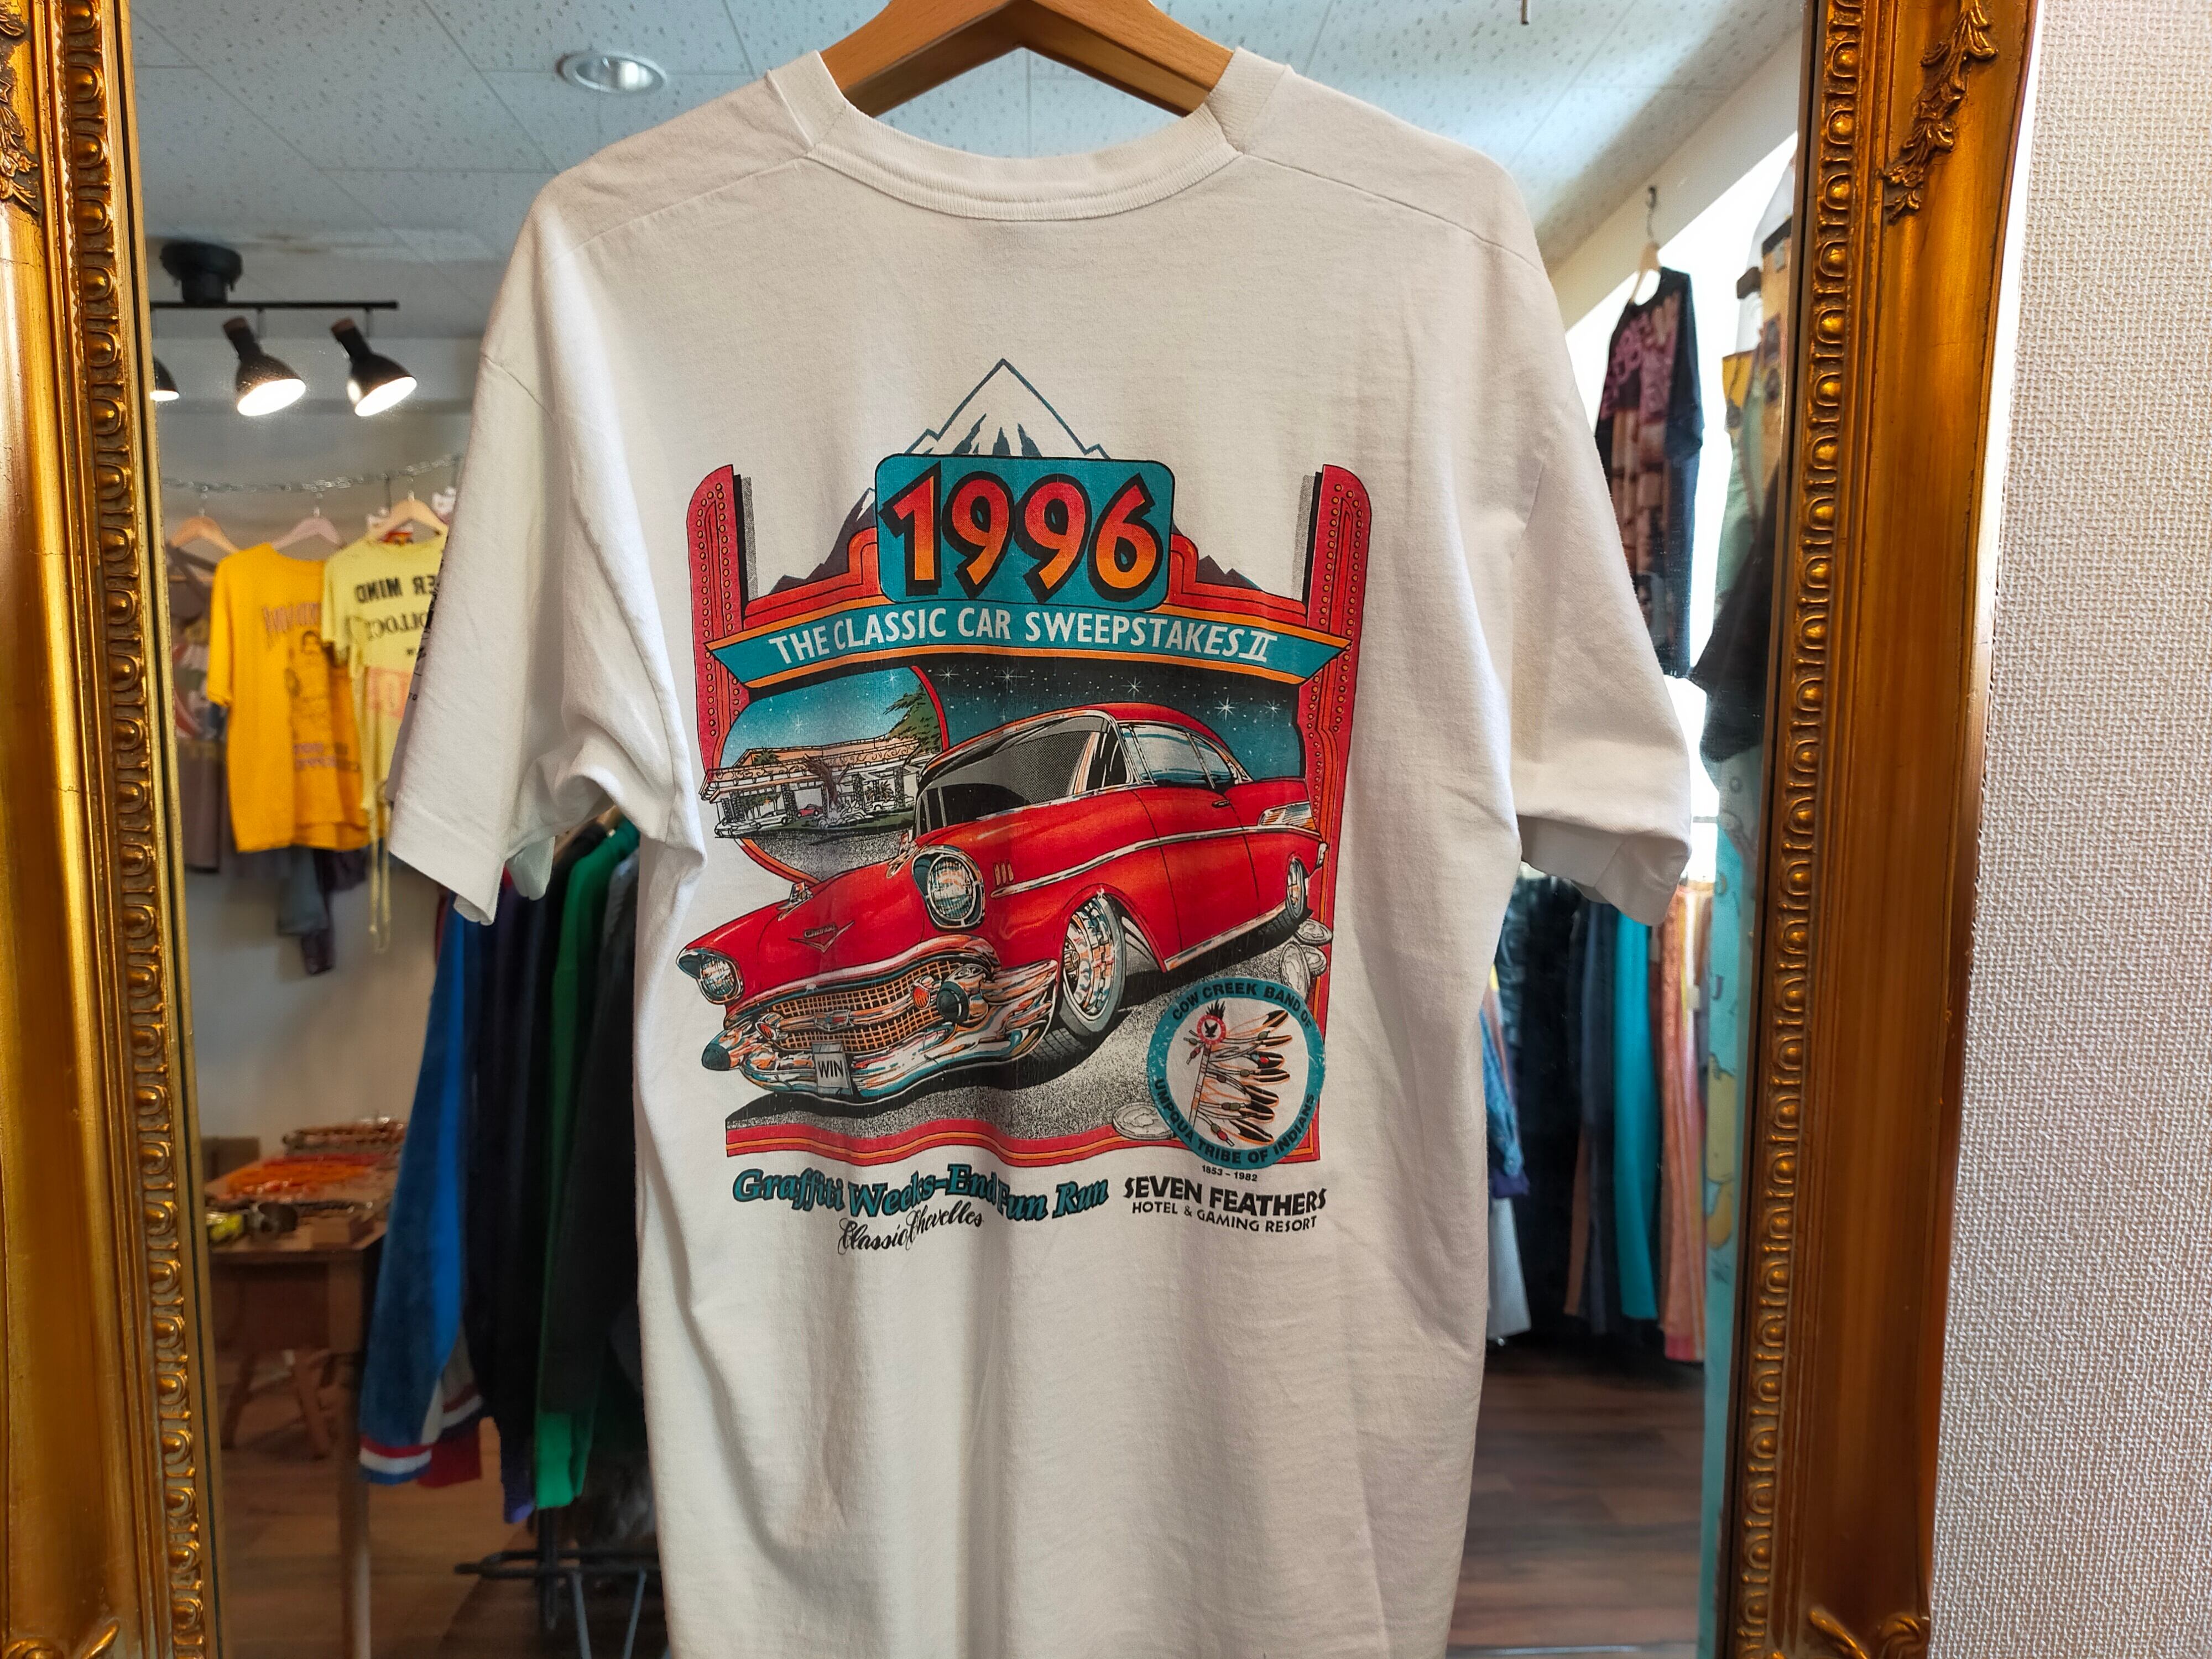 1996
THE CLASSIC CAR SWEEPSTAKES II
WIN
COW CREEK BAND OF
UMPQUA TRIBE OF INDIANS
1853 - 1982
Graffiti Weeks-End Fun Run
Classic Chevelles
SEVEN FEATHERS
HOTEL & GAMING RESORT
MIND